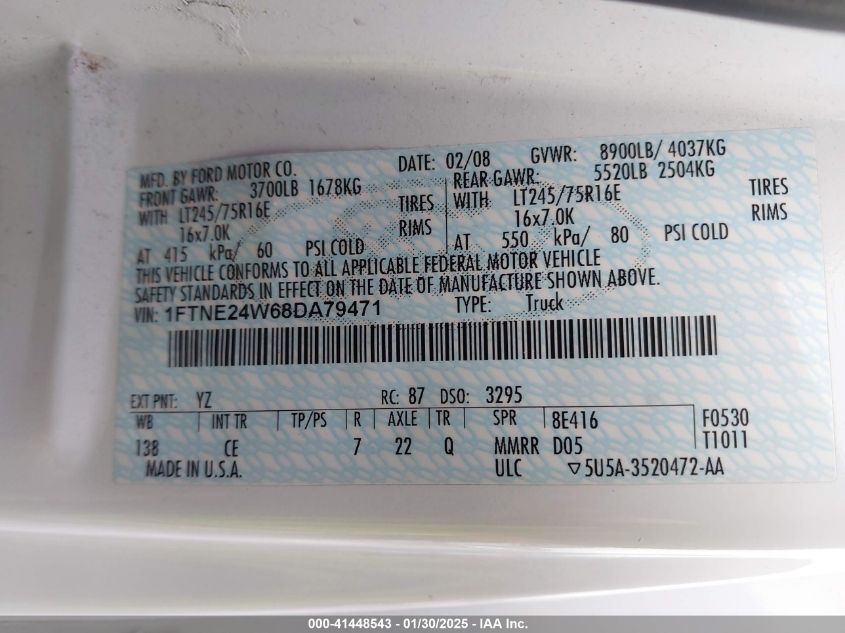 MFD. BY FORD MOTOR CO. DATE: 02/08 GVWR: 8900LB/ 4037KG
FRONT GAWR: 3700LB 1678KG REAR GAWR: 5520LB 2504KG
WITH LT245/75R16E TIRES WITH LT245/75R16E TIRES
16x7.0K RIMS 16x7.0K RIMS
AT 415 kPa/ 60 PSI COLD AT 550 kPa/ 80 PSI COLD
THIS VEHICLE CONFORMS TO ALL APPLICABLE FEDERAL MOTOR VEHICLE
SAFETY STANDARDS IN EFFECT ON THE DATE OF MANUFACTURE SHOWN ABOVE.
VIN: 1FTNE24W68DA79471 TYPE: Truck
EXT PNT: YZ RC: 87 DSO: 3295
WB INT TR TP/PS R AXLE TR SPR 8E416 F0530
138 CE 7 22 Q MMRR D05 T1011
MADE IN U.S.A. ULC ▽5U5A-3520472-AA
000-41448543 - 01/30/2025 - IAA Inc.